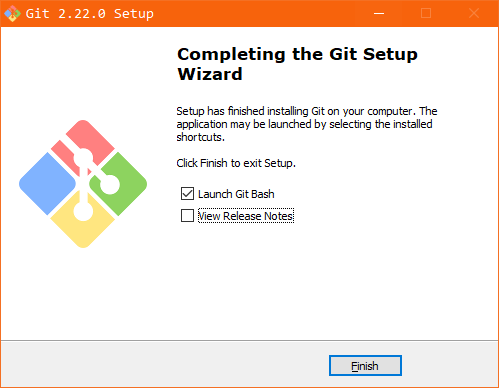 Git 2.22.0 Setup
Completing the Git Setup
Wizard
Setup has finished installing Git on your computer. The
application may be launched by selecting the installed
shortcuts.
Click Finish to exit Setup.
Launch Git Bash
View Release Notes
Finish